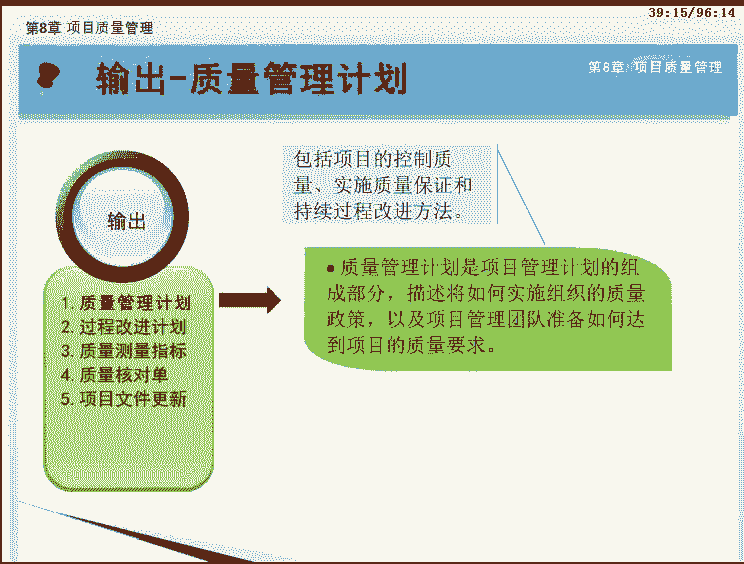 39:15/96:14
第8章 项目质量管理
输出-质量管理计划
第8章 项目质量管理
包括项目的控制质
量、实施质量保证和
持续过程改进方法。
输出
• 质量管理计划是项目管理计划的组
成部分，描述将如何实施组织的质量
政策，以及项目管理团队准备如何达
到项目的质量要求。
1. 质量管理计划
2. 过程改进计划
3. 质量测量指标
4. 质量核对单
5. 项目文件更新